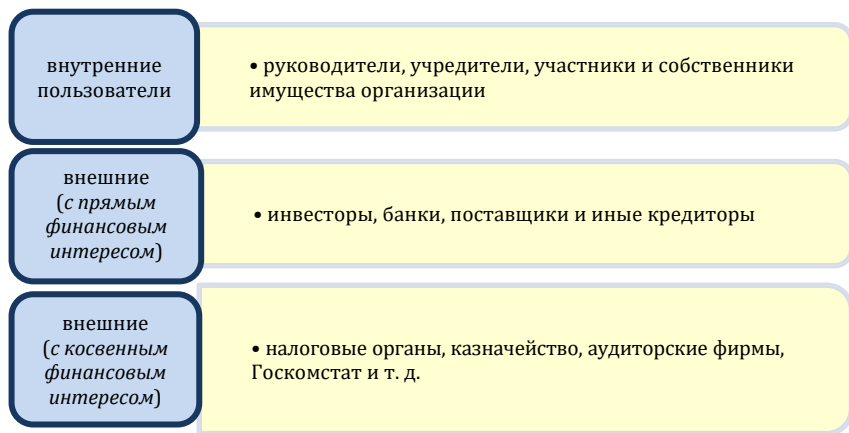 внутренние
пользователи
• руководители, учредители, участники и собственники
имущества организации
внешние
(с прямым
финансовым
интересом)
• инвесторы, банки, поставщики и иные кредиторы
внешние
(с косвенным
финансовым
интересом)
• налоговые органы, казначейство, аудиторские фирмы,
Госкомстат и т. д.